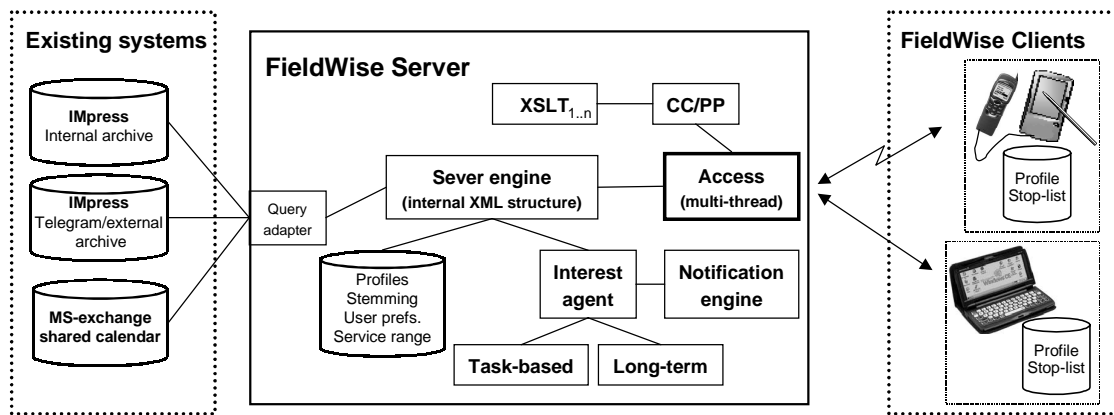 Existing systems
IMpress
Internal archive
IMpress
Telegram/external
archive
MS-exchange
shared calendar
Query
adapter
FieldWise Server
XSLT1..n
CC/PP
Sever engine
(internal XML structure)
Access
(multi-thread)
Profiles
Stemming
User prefs.
Service range
Interest
agent
Notification
engine
Task-based
Long-term
FieldWise Clients
Profile
Stop-list
Profile
Stop-list